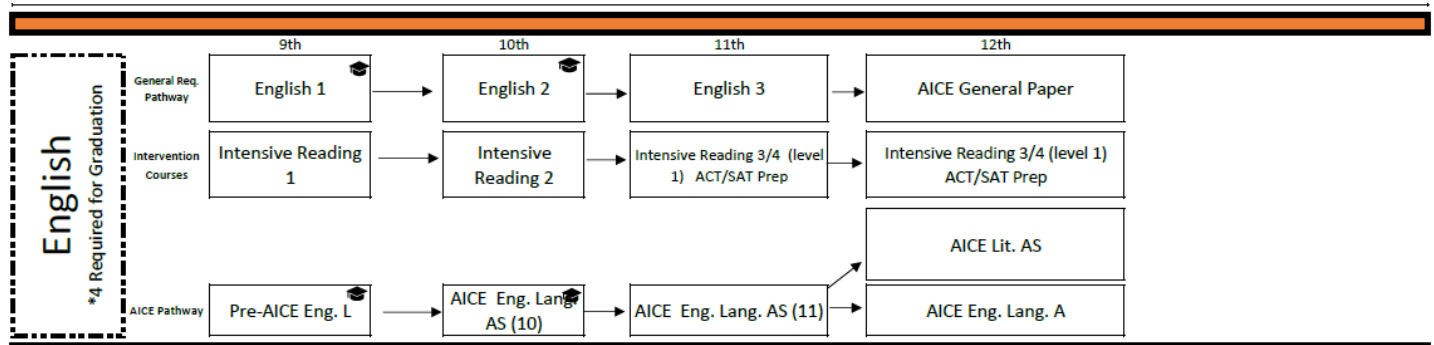 9th
10th
11th
12th
English
*4 Required for Graduation
General Req.
Pathway
English 1
English 2
English 3
AICE General Paper
Intervention
Courses
Intensive Reading
1
Intensive
Reading 2
Intensive Reading 3/4 (level
1) ACT/SAT Prep
Intensive Reading 3/4 (level 1)
ACT/SAT Prep
AICE Lit. AS
AICE Pathway
Pre-AICE Eng. L
AICE Eng. Lang.
AS (10)
AICE Eng. Lang. AS (11)
AICE Eng. Lang. A